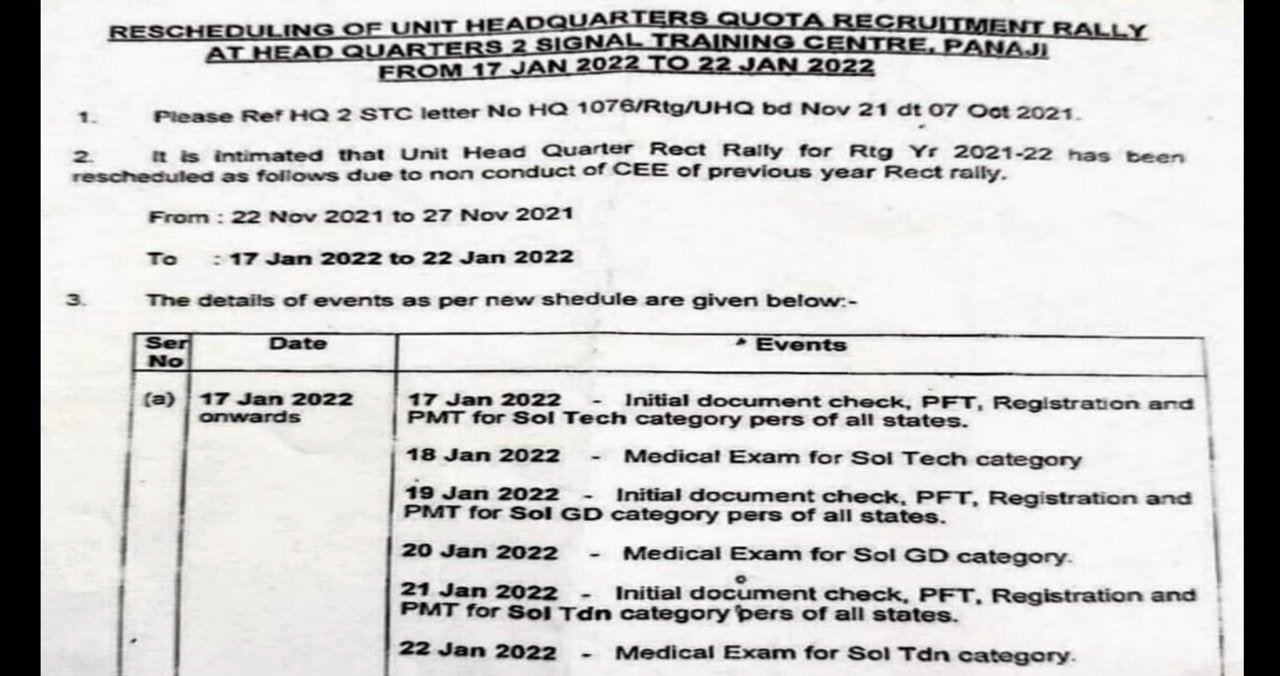 RESCHEDULING OF UNIT HEADQUARTERS QUOTA RECRUITMENT RALLY
AT HEAD QUARTERS 2 SIGNAL TRAINING CENTRE, PANAJI
FROM 17 JAN 2022 TO 22 JAN 2022
1. Please Ref HQ 2 STC letter No HQ 1076/Rtg/UHQ bd Nov 21 dt 07 Oct 2021.
2. It is intimated that Unit Head Quarter Rect Rally for Rtg Yr 2021-22 has been
rescheduled as follows due to non conduct of CEE of previous year Rect rally.
From : 22 Nov 2021 to 27 Nov 2021
To : 17 Jan 2022 to 22 Jan 2022
3. The details of events as per new shedule are given below:-
Ser No Date Events
(a) 17 Jan 2022 onwards
17 Jan 2022 - Initial document check, PFT, Registration and
PMT for Sol Tech category pers of all states.
18 Jan 2022 - Medical Exam for Sol Tech category
19 Jan 2022 - Initial document check, PFT, Registration and
PMT for Sol GD category pers of all states.
20 Jan 2022 - Medical Exam for Sol GD category.
21 Jan 2022 - Initial document check, PFT, Registration and
PMT for Sol Tdn category pers of all states.
22 Jan 2022 - Medical Exam for Sol Tdn category.